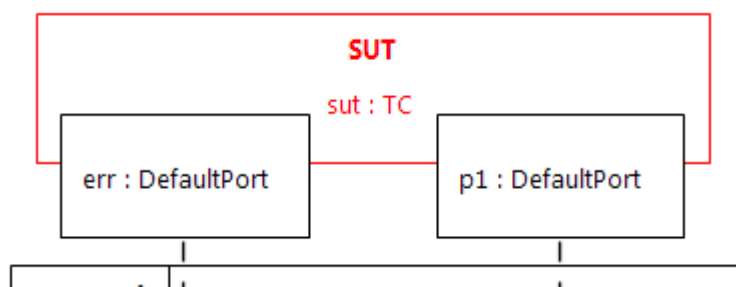 SUT
sut : TC
err : DefaultPort
p1 : DefaultPort